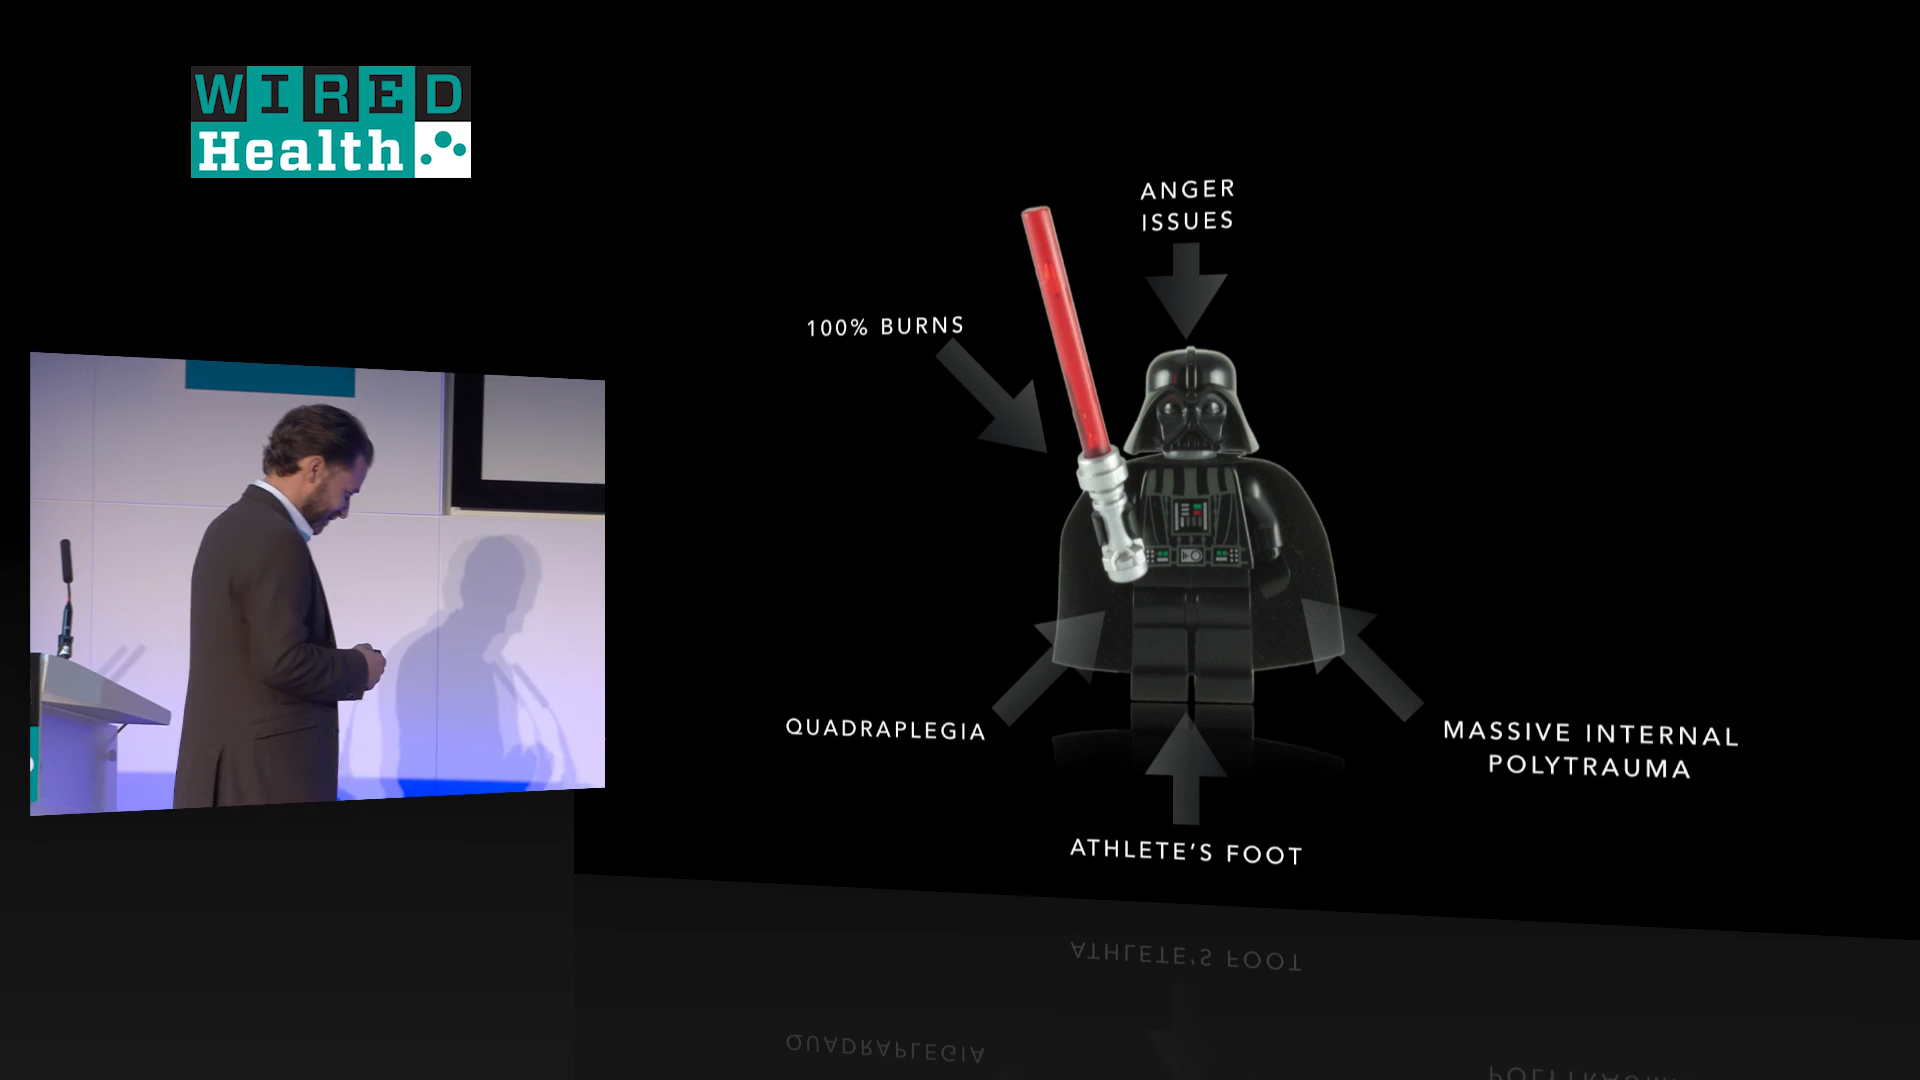 WIRED
Health
ANGER
ISSUES
100% BURNS
QUADRAPLEGIA
MASSIVE INTERNAL
POLYTRAUMA
ATHLETE'S FOOT